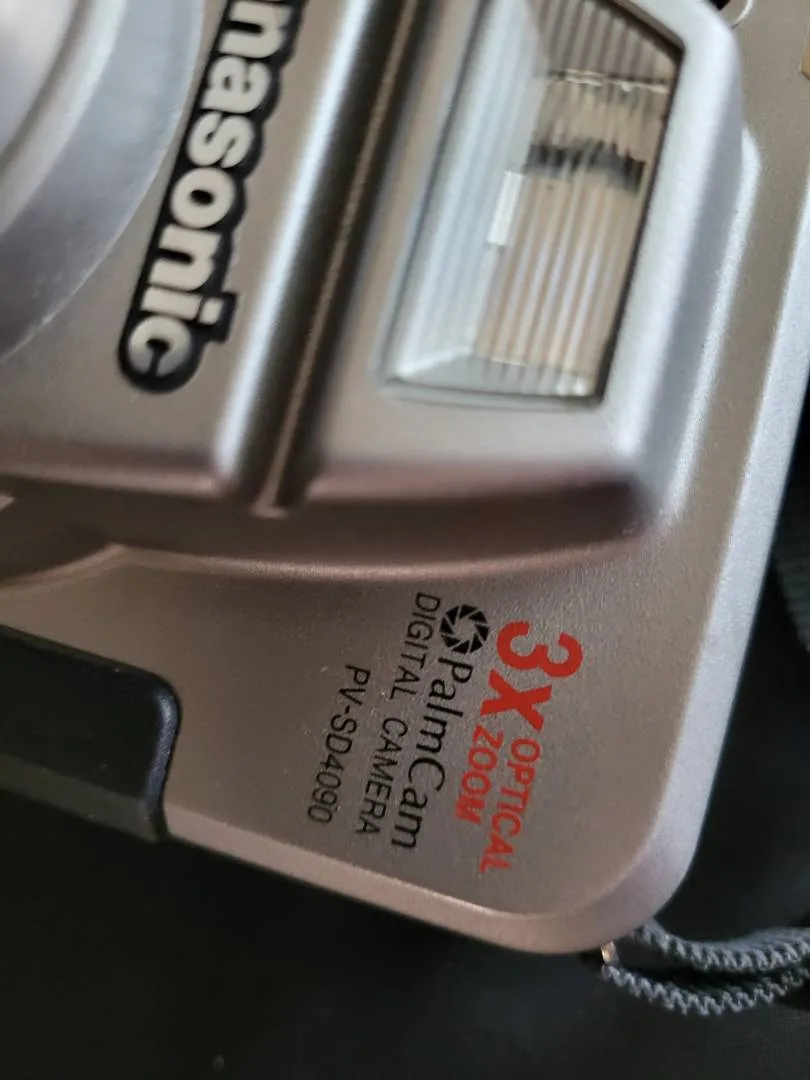 nasonic
3X OPTICAL
ZOOM
PalmCam
DIGITAL CAMERA
PV-SD4090